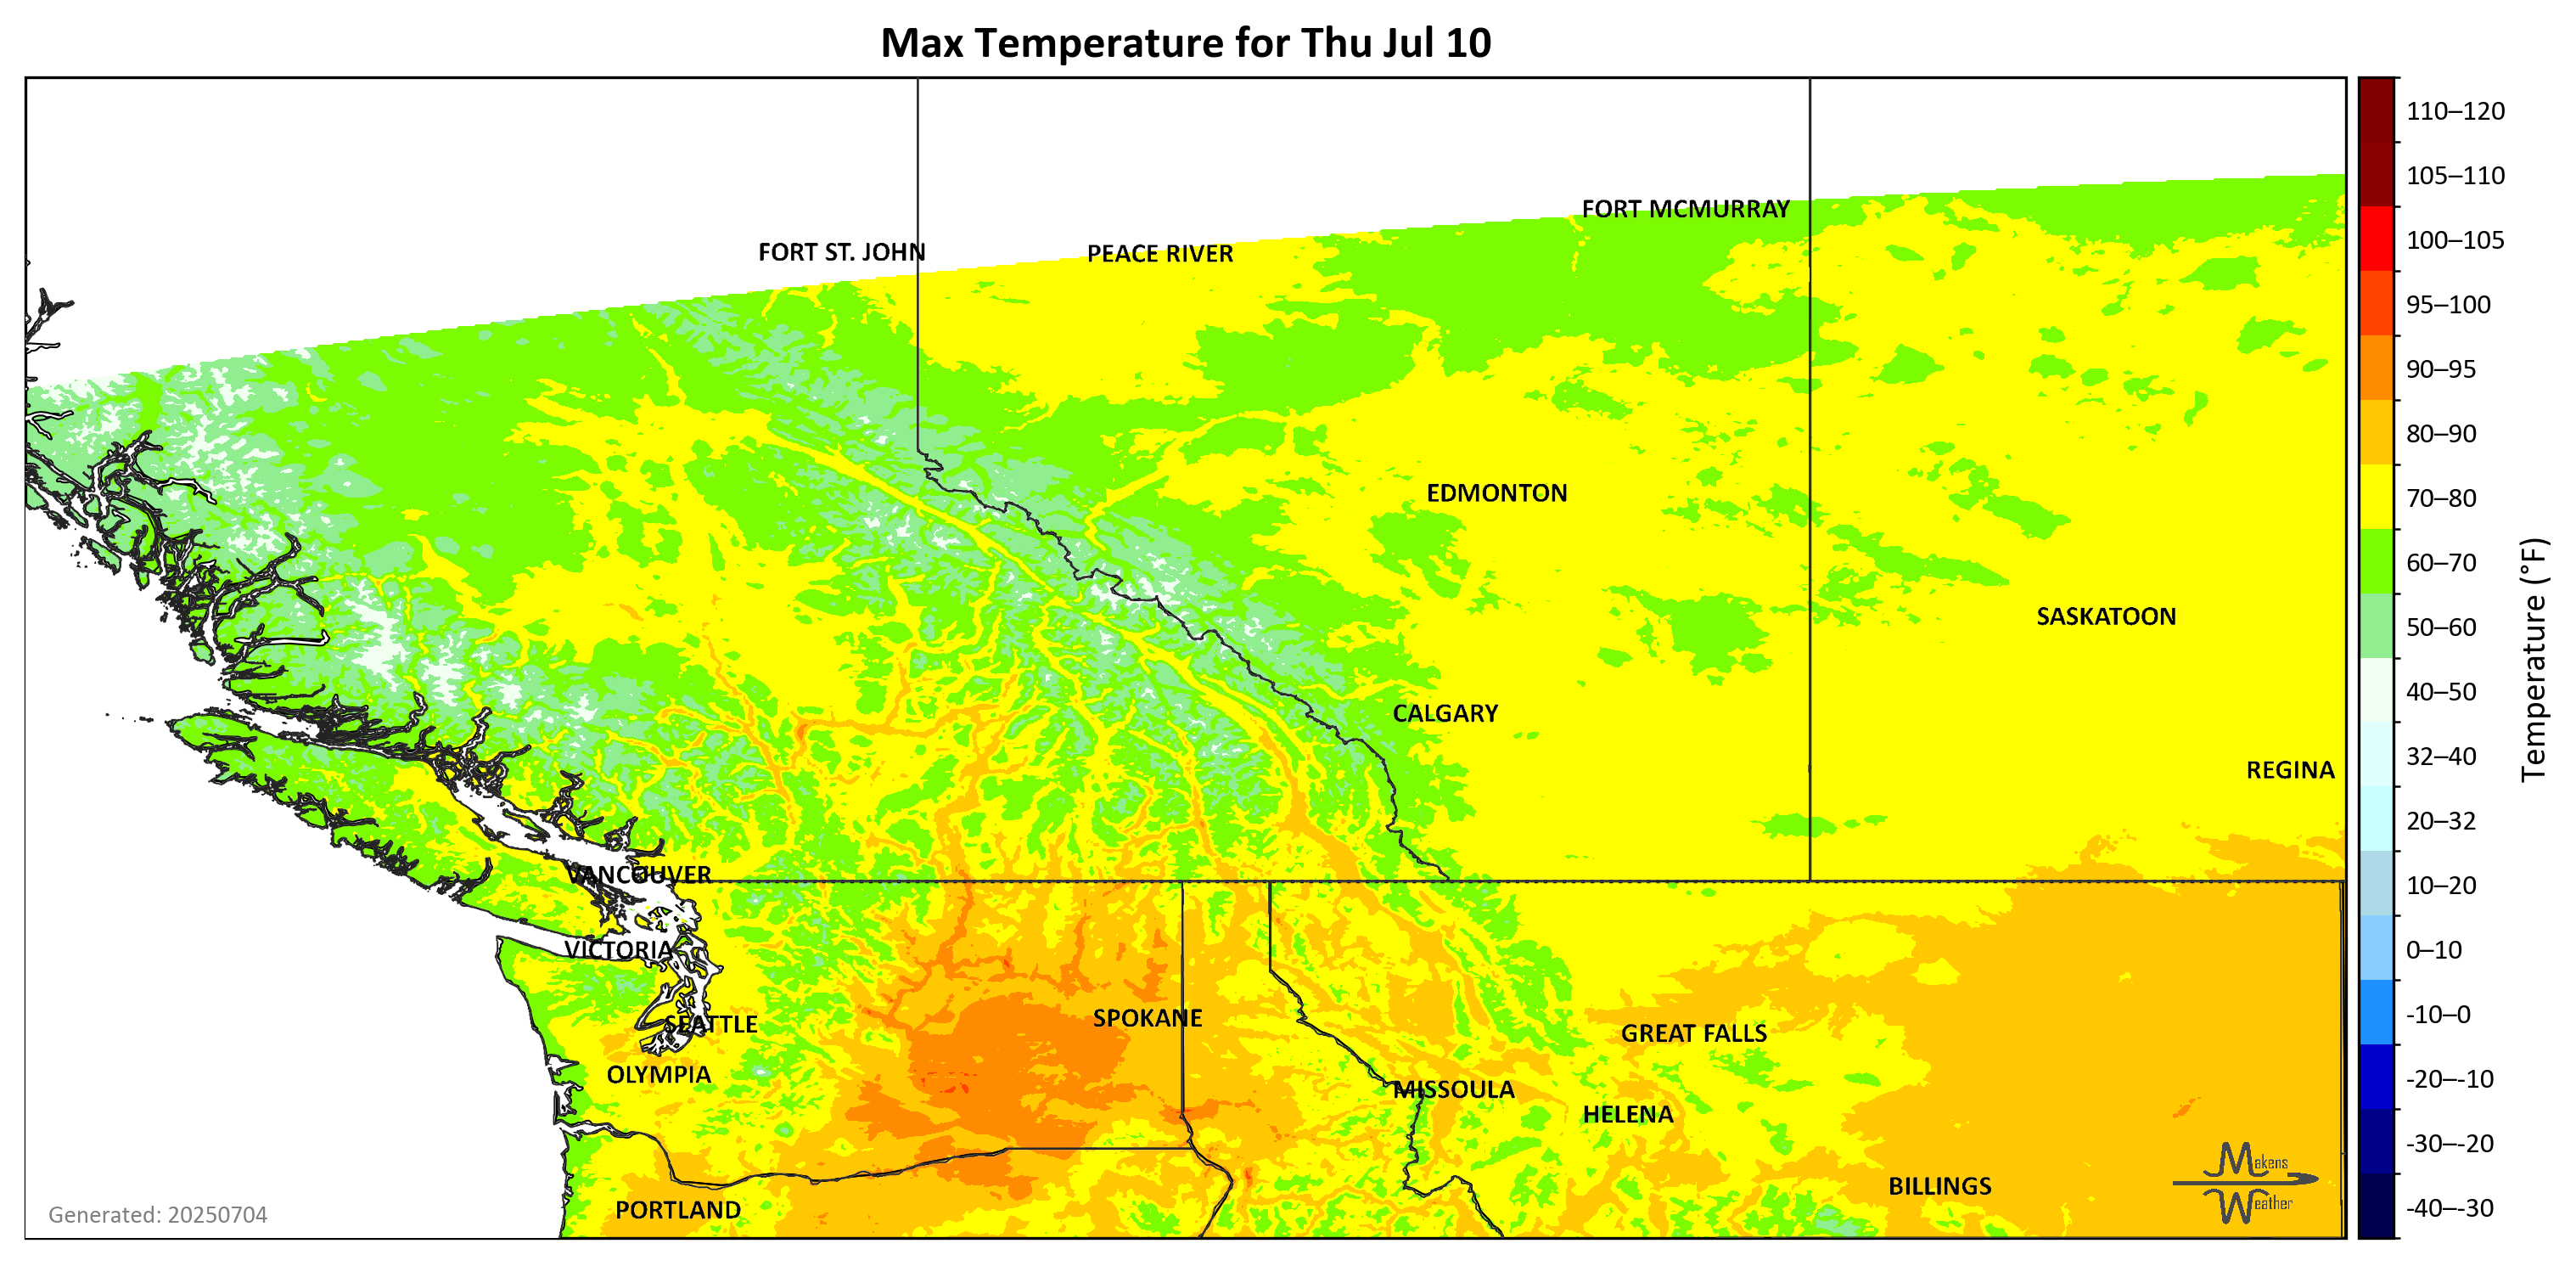 Max Temperature for Thu Jul 10
FORT MCMURRAY
FORT ST. JOHN
PEACE RIVER
EDMONTON
SASKATOON
CALGARY
REGINA
VANCOUVER
VICTORIA
SEATTLE
SPOKANE
GREAT FALLS
OLYMPIA
MISSOULA
HELENA
BILLINGS
PORTLAND
Makens
Weather
Generated: 20250704
110–120
105–110
100–105
95–100
90–95
80–90
70–80
60–70
50–60
40–50
32–40
20–32
10–20
0–10
-10–0
-20–-10
-30–-20
-40–-30
Temperature (°F)